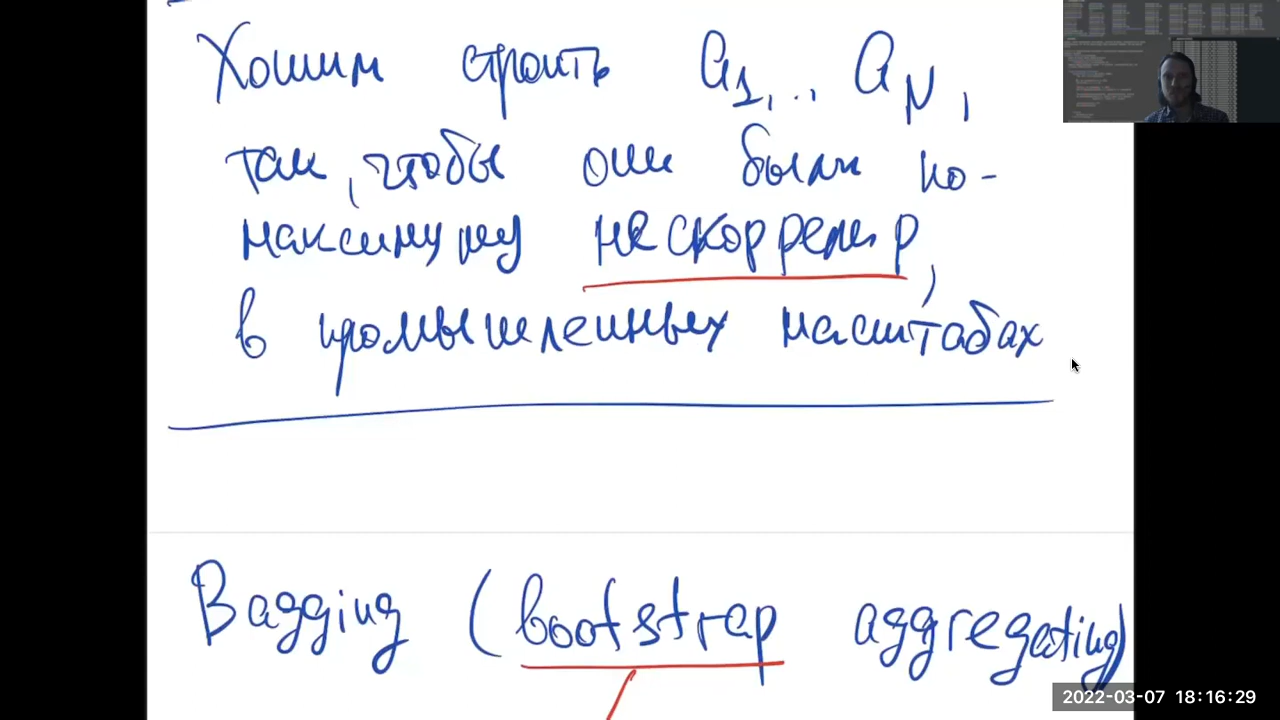 Хотим строить a₁, .., a_N,
так, чтобы они были по-
максимуму нескоррелир,
в промышленных масштабах
Bagging (bootstrap aggregating)
2022-03-07 18:16:29